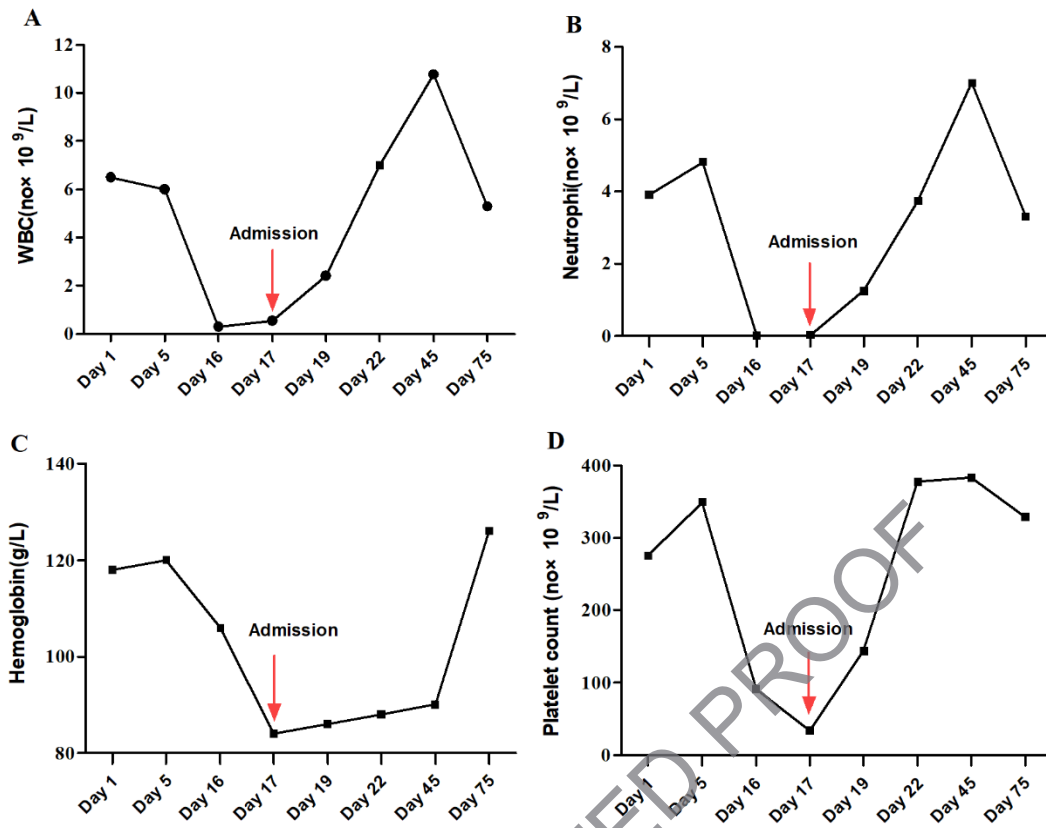 A
WBC(no× 10 9/L)
12
10
8
6
4
2
0
Admission
Day 1
Day 5
Day 16
Day 17
Day 19
Day 22
Day 45
Day 75
B
Neutrophi(no× 10 9/L)
8
6
4
2
0
Admission
Day 1
Day 5
Day 16
Day 17
Day 19
Day 22
Day 45
Day 75
C
Hemoglobin(g/L)
140
120
100
80
Admission
Day 1
Day 5
Day 16
Day 17
Day 19
Day 22
Day 45
Day 75
D
Platelet count (no× 10 9/L)
400
300
200
100
0
Admission
Day 1
Day 5
Day 16
Day 17
Day 19
Day 22
Day 45
Day 75
ED PROOF